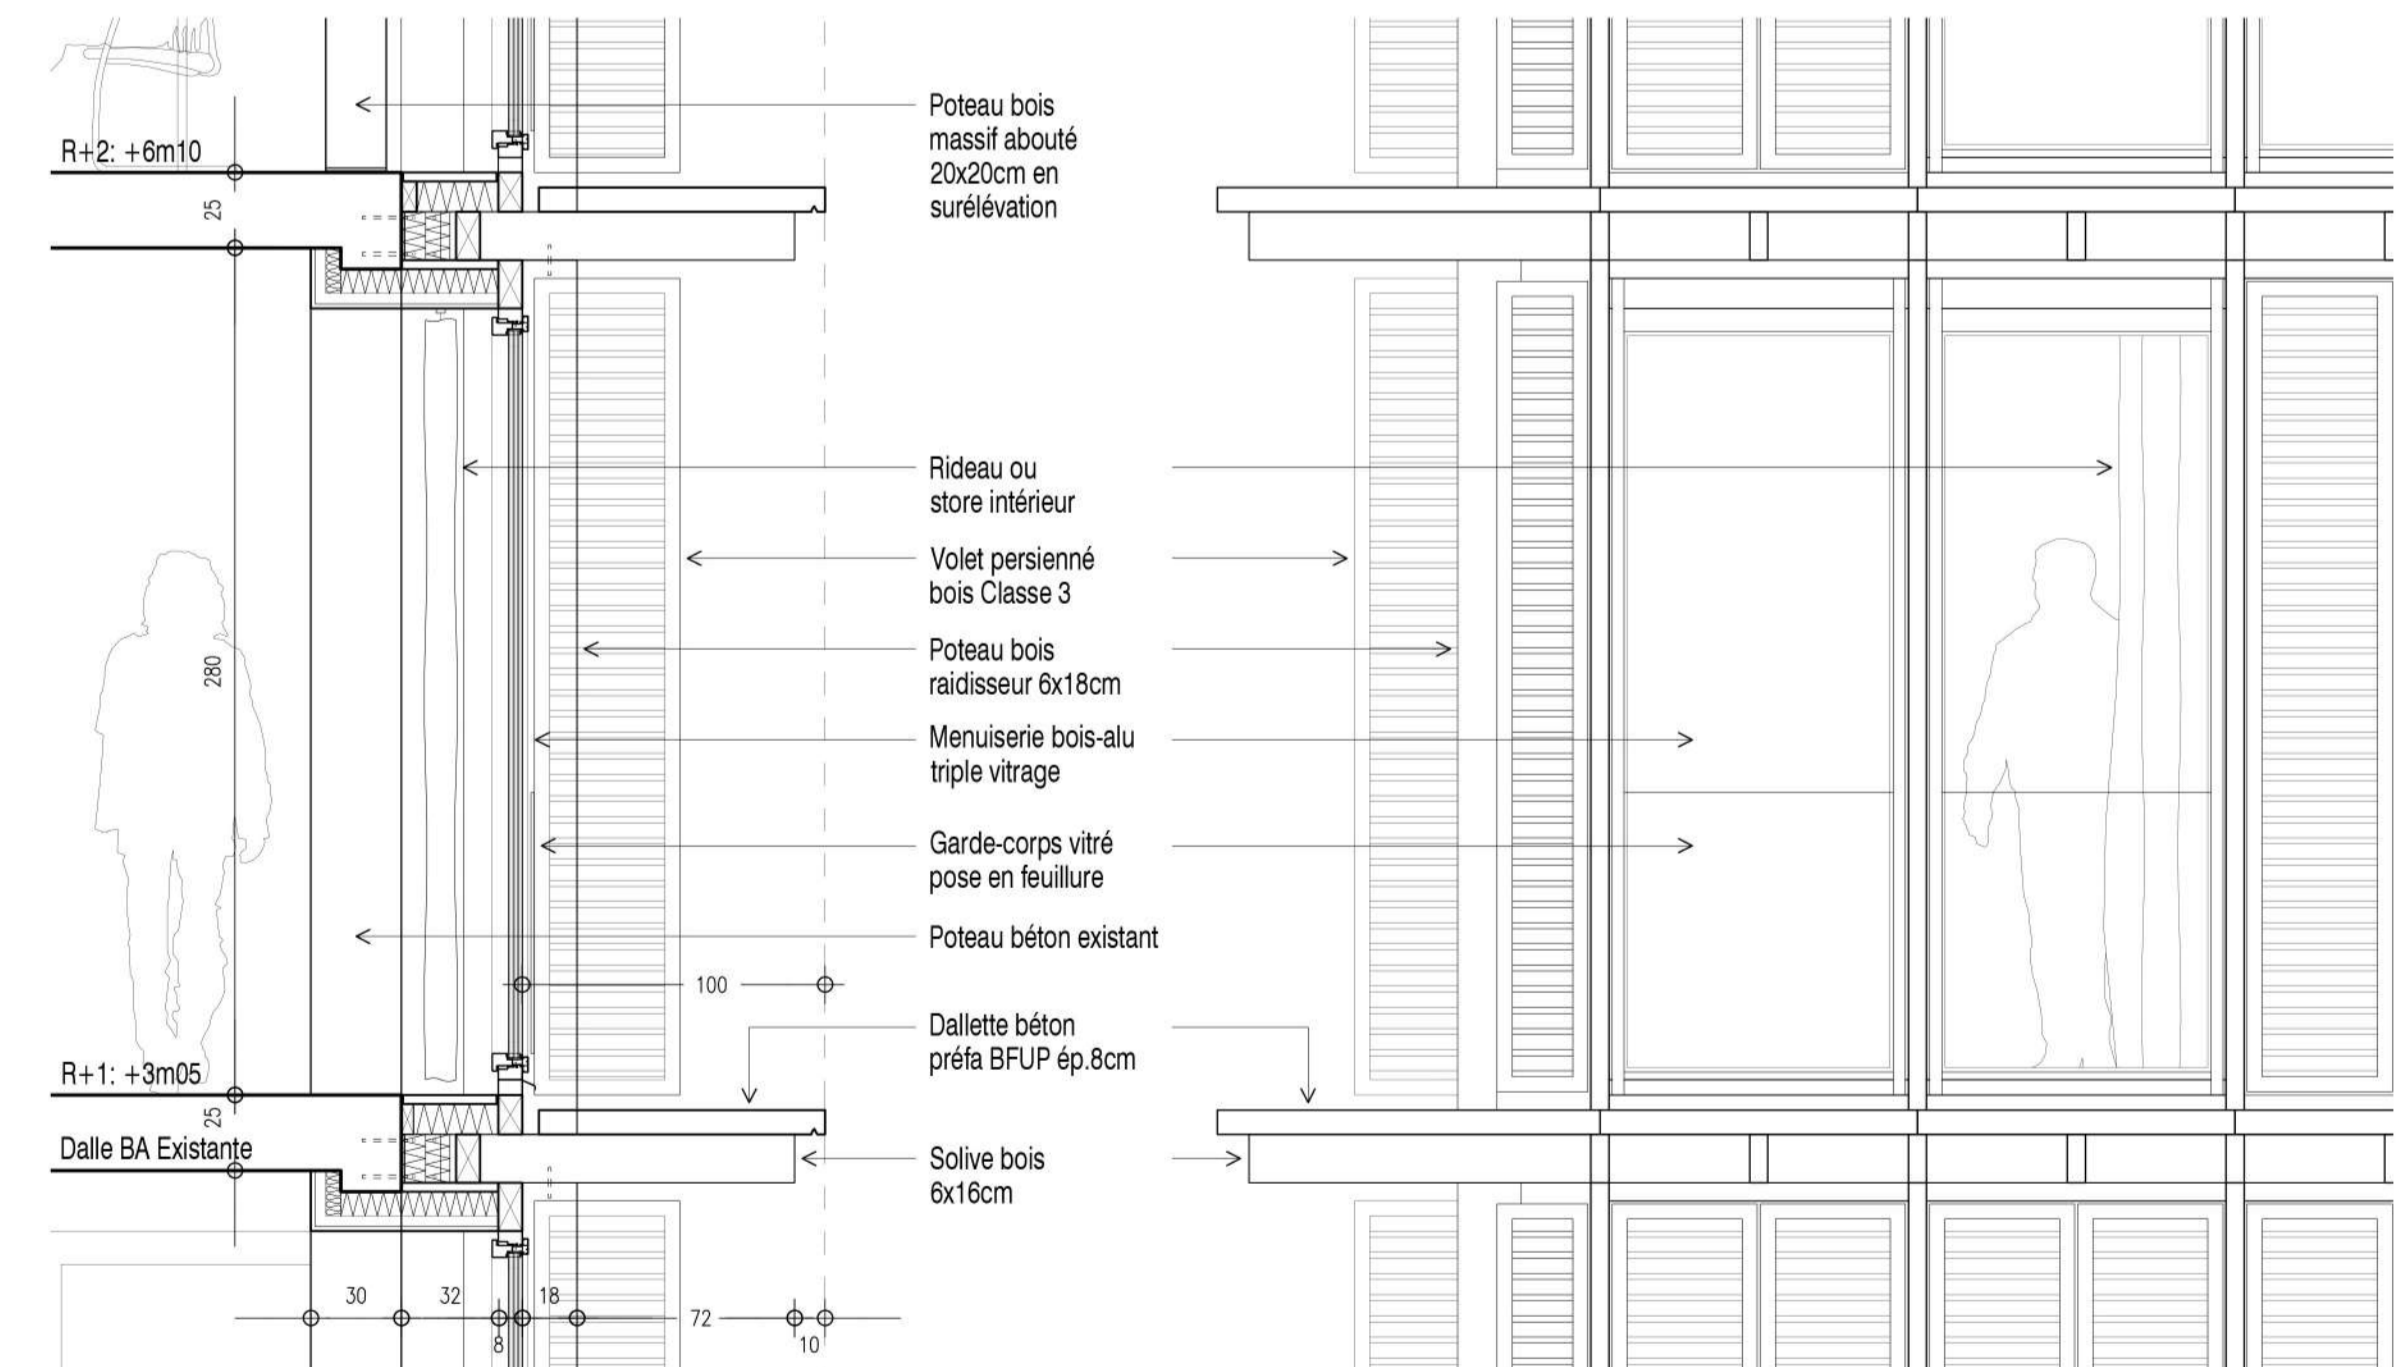 Poteau bois
massif abouté
20x20cm en
surélévation
R+2: +6m10
25
Rideau ou
store intérieur
Volet persienné
bois Classe 3
280
Poteau bois
raidisseur 6x18cm
Menuiserie bois-alu
triple vitrage
Garde-corps vitré
pose en feuillure
Poteau béton existant
100
Dallette béton
préfa BFUP ép.8cm
R+1: +3m05
25
Dalle BA Existante
Solive bois
6x16cm
30
32
8
18
72
10